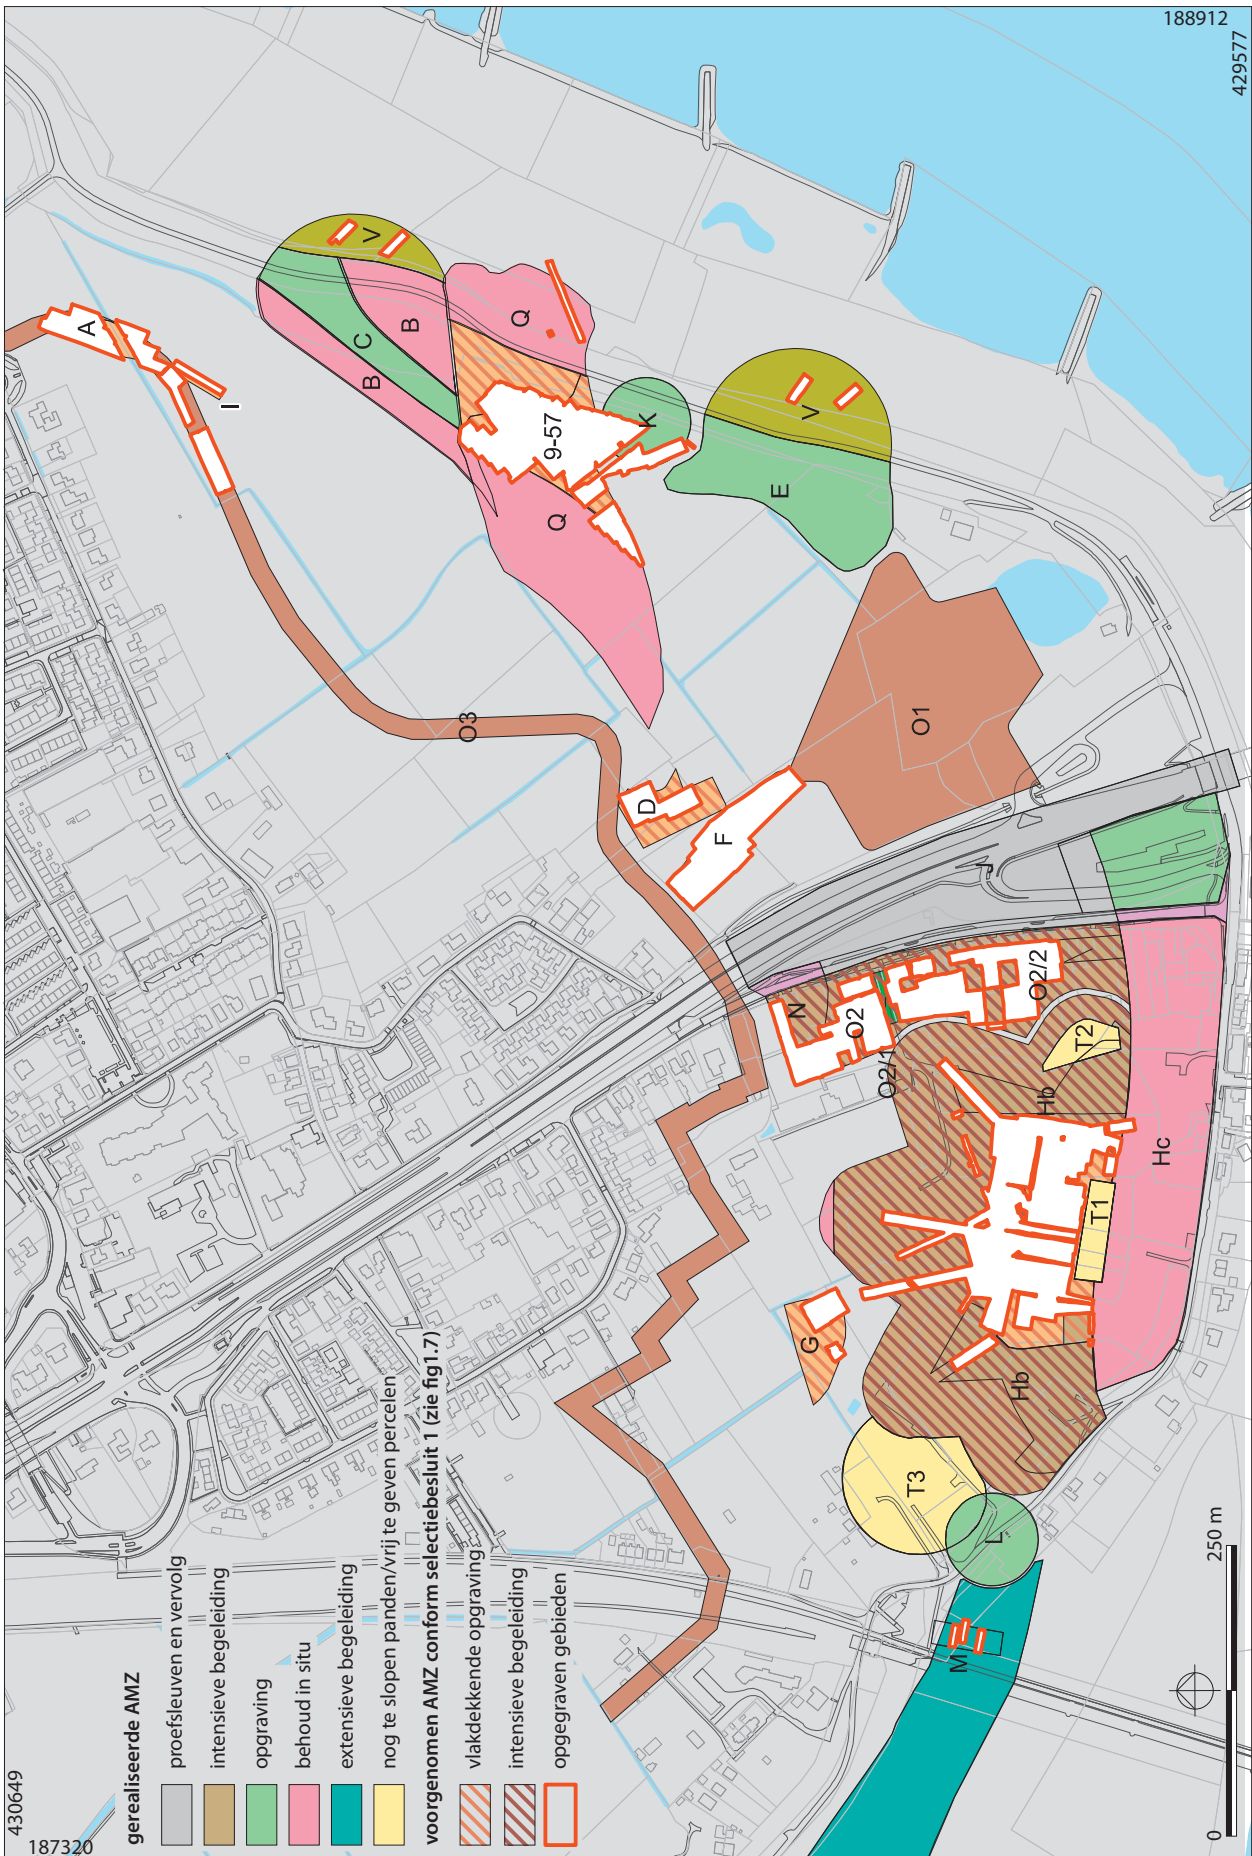 430649
187320
188912
429577
gerealiseerde AMZ
proefsleuven en vervolg
intensieve begeleiding
opgraving
behoud in situ
extensieve begeleiding
nog te slopen panden/vrij te geven percelen
voorgenomen AMZ conform selectiebesluit 1 (zie fig1.7)
vlakdekkende opgraving
intensieve begeleiding
opgegraven gebieden
0
250 m
A
I
B
C
B
V
Q
9-57
K
Q
V
E
O3
D
F
O1
J
N
O2
O2/1
O2/2
T2
Hb
Hc
T1
G
Hb
T3
L
M